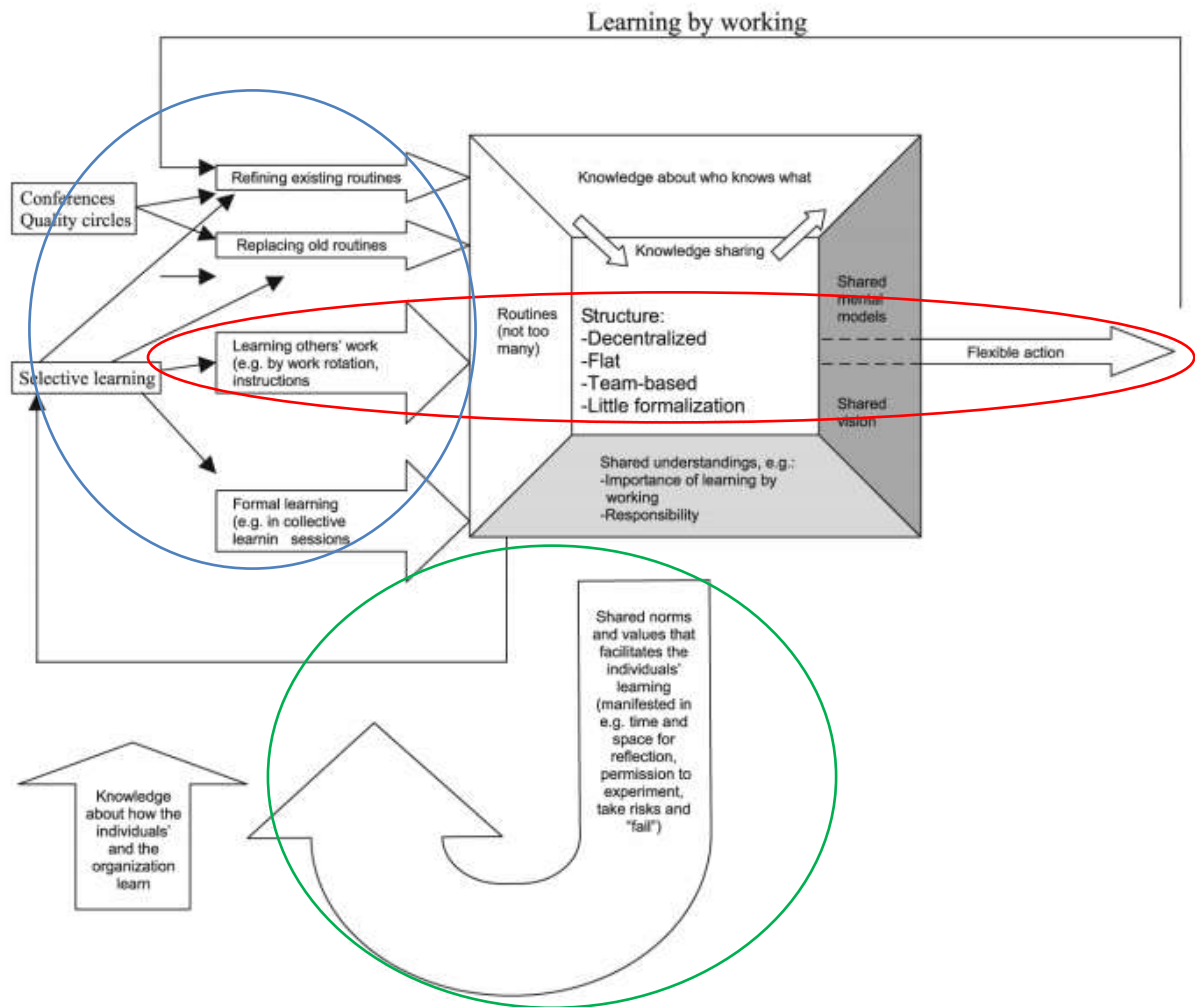 Learning by working
Refining existing routines
Conferences
Quality circles
Replacing old routines
Learning others' work
(e.g. by work rotation,
instructions
Selective learning
Formal learning
(e.g. in collective
learnin sessions
Knowledge about who knows what
Knowledge sharing
Routines
(not too
many)
Structure:
-Decentralized
-Flat
-Team-based
-Little formalization
Shared
mental
models
Shared
vision
Flexible action
Shared understandings, e.g.:
-Importance of learning by
working
-Responsibility
Shared norms
and values that
facilitates the
individuals'
learning
(manifested in
e.g. time and
space for
reflection,
permission to
experiment,
take risks and
"fail")
Knowledge
about how the
individuals'
and the
organization
learn